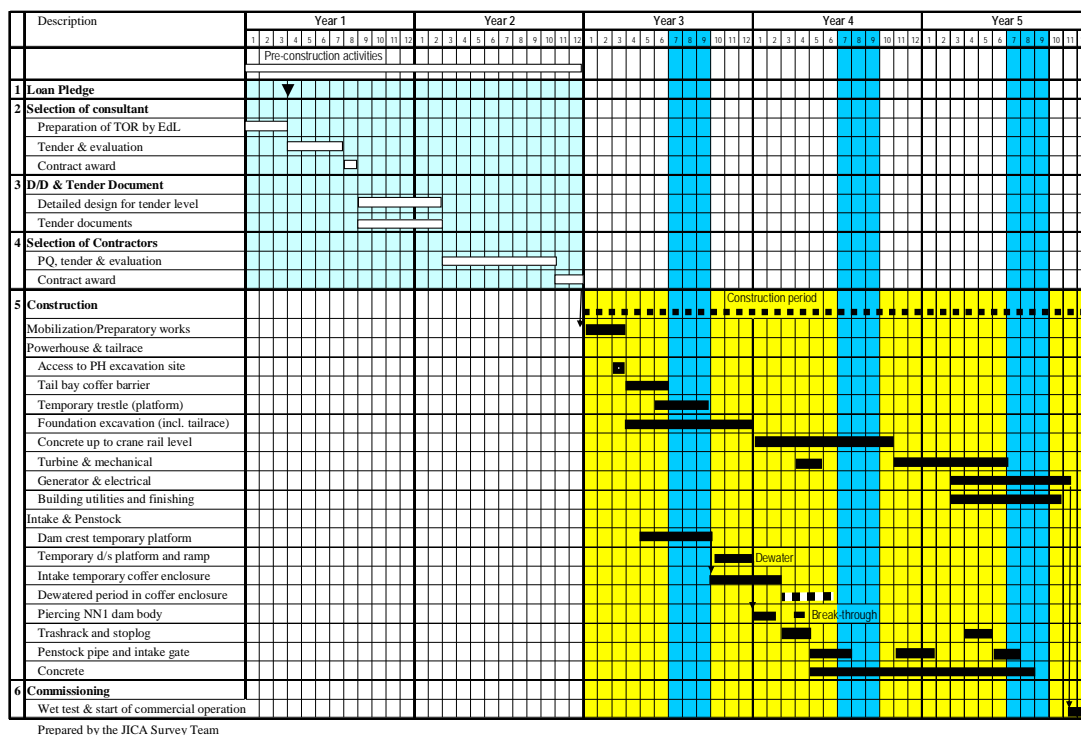 Description Year 1 Year 2 Year 3 Year 4 Year 5
1 2 3 4 5 6 7 8 9 10 11 12 1 2 3 4 5 6 7 8 9 10 11 12 1 2 3 4 5 6 7 8 9 10 11 12 1 2 3 4 5 6 7 8 9 10 11 12 1 2 3 4 5 6 7 8 9 10 11
Pre-construction activities
1 Loan Pledge
2 Selection of consultant
Preparation of TOR by EdL
Tender & evaluation
Contract award
3 D/D & Tender Document
Detailed design for tender level
Tender documents
4 Selection of Contractors
PQ, tender & evaluation
Contract award
5 Construction Construction period
Mobilization/Preparatory works
Powerhouse & tailrace
Access to PH excavation site
Tail bay coffer barrier
Temporary trestle (platform)
Foundation excavation (incl. tailrace)
Concrete up to crane rail level
Turbine & mechanical
Generator & electrical
Building utilities and finishing
Intake & Penstock
Dam crest temporary platform
Temporary d/s platform and ramp Dewater
Intake temporary coffer enclosure
Dewatered period in coffer enclosure
Piercing NN1 dam body Break-through
Trashrack and stoplog
Penstock pipe and intake gate
Concrete
6 Commissioning
Wet test & start of commercial operation
Prepared by the JICA Survey Team